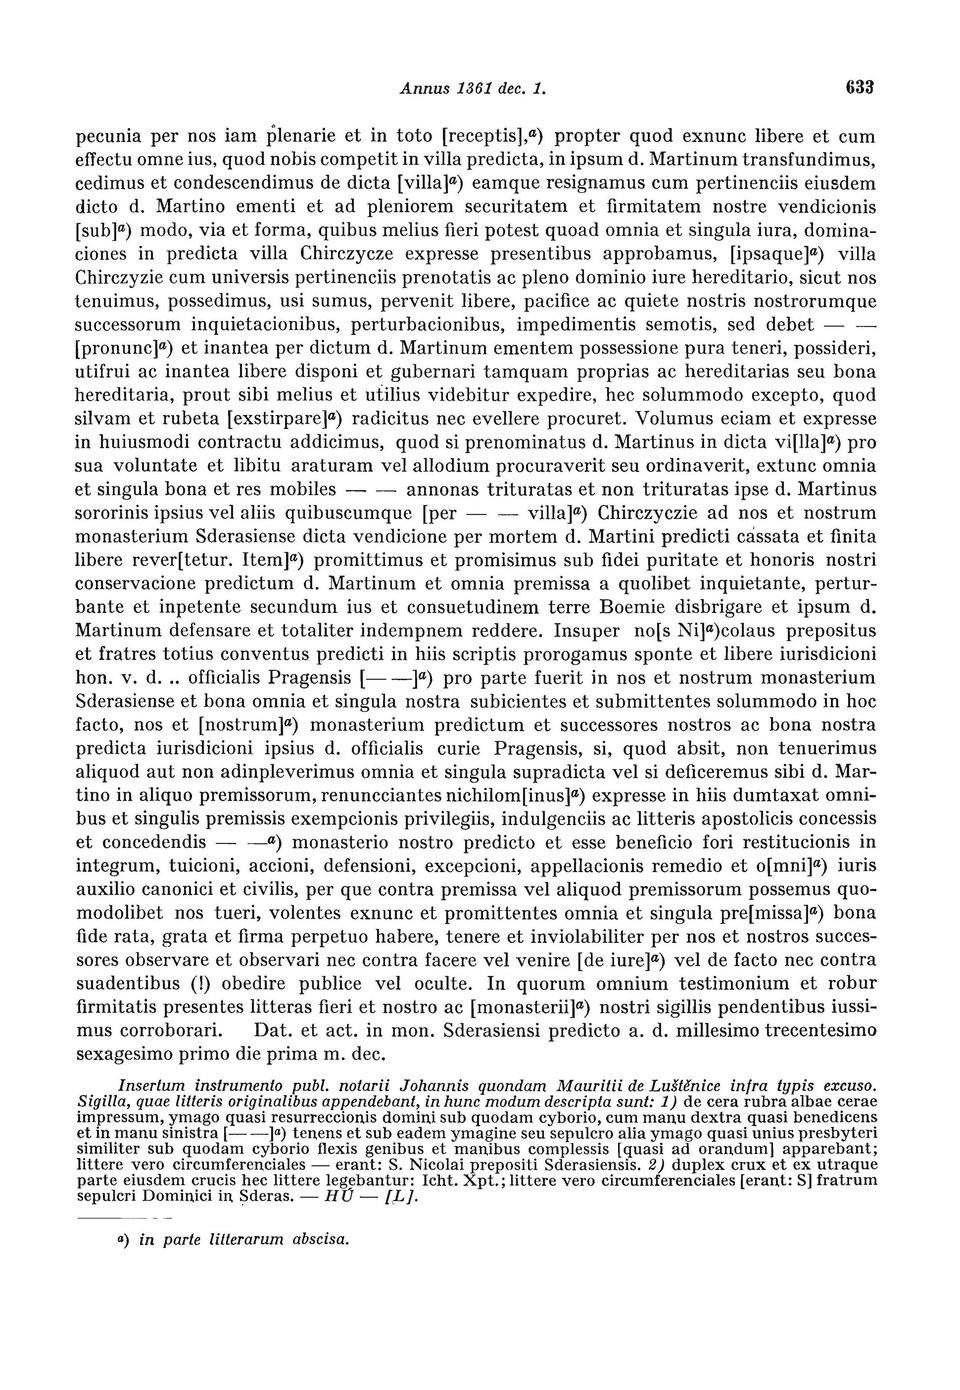 Annus 1361 dec. 1. 633
pecunia per nos iam plenarie et in toto [receptis],a) propter quod exnunc libere et cum
effectu omne ius, quod nobis competit in villa predicta, in ipsum d. Martinum transfundimus,
cedimus et condescendimus de dicta [villa]a) eamque resignamus cum pertinenciis eiusdem
dicto d. Martino ementi et ad pleniorem securitatem et firmitatem nostre vendicionis
[sub]a) modo, via et forma, quibus melius fieri potest quoad omnia et singula iura, domina-
ciones in predicta villa Chirczycze expresse presentibus approbamus, [ipsaque]a) villa
Chirczyzie cum universis pertinenciis prenotatis ac pleno dominio iure hereditario, sicut nos
tenuimus, possedimus, usi sumus, pervenit libere, pacifice ac quiete nostris nostrorumque
successorum inquietacionibus, perturbacionibus, impedimentis semotis, sed debet — —
[pronunc]a) et inantea per dictum d. Martinum ementem possessione pura teneri, possideri,
utifrui ac inantea libere disponi et gubernari tamquam proprias ac hereditarias seu bona
hereditaria, prout sibi melius et utilius videbitur expedire, hec solummodo excepto, quod
silvam et rubeta [exstirpare]a) radicitus nec evellere procuret. Volumus eciam et expresse
in huiusmodi contractu addicimus, quod si prenominatus d. Martinus in dicta vi[lla]a) pro
sua voluntate et libitu araturam vel allodium procuraverit seu ordinaverit, extunc omnia
et singula bona et res mobiles — — annonas trituratas et non trituratas ipse d. Martinus
sororinis ipsius vel aliis quibuscumque [per — — villa]a) Chirczyczie ad nos et nostrum
monasterium Sderasiense dicta vendicione per mortem d. Martini predicti cassata et finita
libere rever[tetur. Item]a) promittimus et promisimus sub fidei puritate et honoris nostri
conservacione predictum d. Martinum et omnia premissa a quolibet inquietante, pertur-
bante et inpetente secundum ius et consuetudinem terre Boemie disbrigare et ipsum d.
Martinum defensare et totaliter indempnem reddere. Insuper no[s Ni]a)colaus prepositus
et fratres totius conventus predicti in hiis scriptis prorogamus sponte et libere iurisdicioni
hon. v. d. .. officialis Pragensis [— —]a) pro parte fuerit in nos et nostrum monasterium
Sderasiense et bona omnia et singula nostra subicientes et submittentes solummodo in hoc
facto, nos et [nostrum]a) monasterium predictum et successores nostros ac bona nostra
predicta iurisdicioni ipsius d. officialis curie Pragensis, si, quod absit, non tenuerimus
aliquod aut non adinpleverimus omnia et singula supradicta vel si deficeremus sibi d. Mar-
tino in aliquo premissorum, renuncciantes nichilom[inus]a) expresse in hiis dumtaxat omni-
bus et singulis premissis exempcionis privilegiis, indulgenciis ac litteris apostolicis concessis
et concedendis — —a) monasterio nostro predicto et esse beneficio fori restitucionis in
integrum, tuicioni, accioni, defensioni, excepcioni, appellacionis remedio et o[mni]a) iuris
auxilio canonici et civilis, per que contra premissa vel aliquod premissorum possemus quo-
modolibet nos tueri, volentes exnunc et promittentes omnia et singula pre[missa]a) bona
fide rata, grata et firma perpetuo habere, tenere et inviolabiliter per nos et nostros succes-
sores observare et observari nec contra facere vel venire [de iure]a) vel de facto nec contra
suadentibus (!) obedire publice vel oculte. In quorum omnium testimonium et robur
firmitatis presentes litteras fieri et nostro ac [monasterii]a) nostri sigillis pendentibus iussi-
mus corroborari. Dat. et act. in mon. Sderasiensi predicto a. d. millesimo trecentesimo
sexagesimo primo die prima m. dec.
Insertum instrumento publ. notarii Johannis quondam Mauritii de Luštěnice infra typis excuso.
Sigilla, quae litteris originalibus appendebant, in hunc modum descripta sunt: 1) de cera rubra albae cerae
impressum, ymago quasi resurreccionis domini sub quodam cyborio, cum manu dextra quasi benedicens
et in manu sinistra [— —]a) tenens et sub eadem ymagine seu sepulcro alia ymago quasi unius presbyteri
similiter sub quodam cyborio flexis genibus et manibus complessis [quasi ad orandum] apparebant;
littere vero circumferenciales — erant: S. Nicolai prepositi Sderasiensis. 2) duplex crux et ex utraque
parte eiusdem crucis hec littere legebantur: Icht. Xpt.; littere vero circumferenciales [erant: S] fratrum
sepulcri Dominici in Sderas. — HÚ — [L].
a) in parte litterarum abscisa.